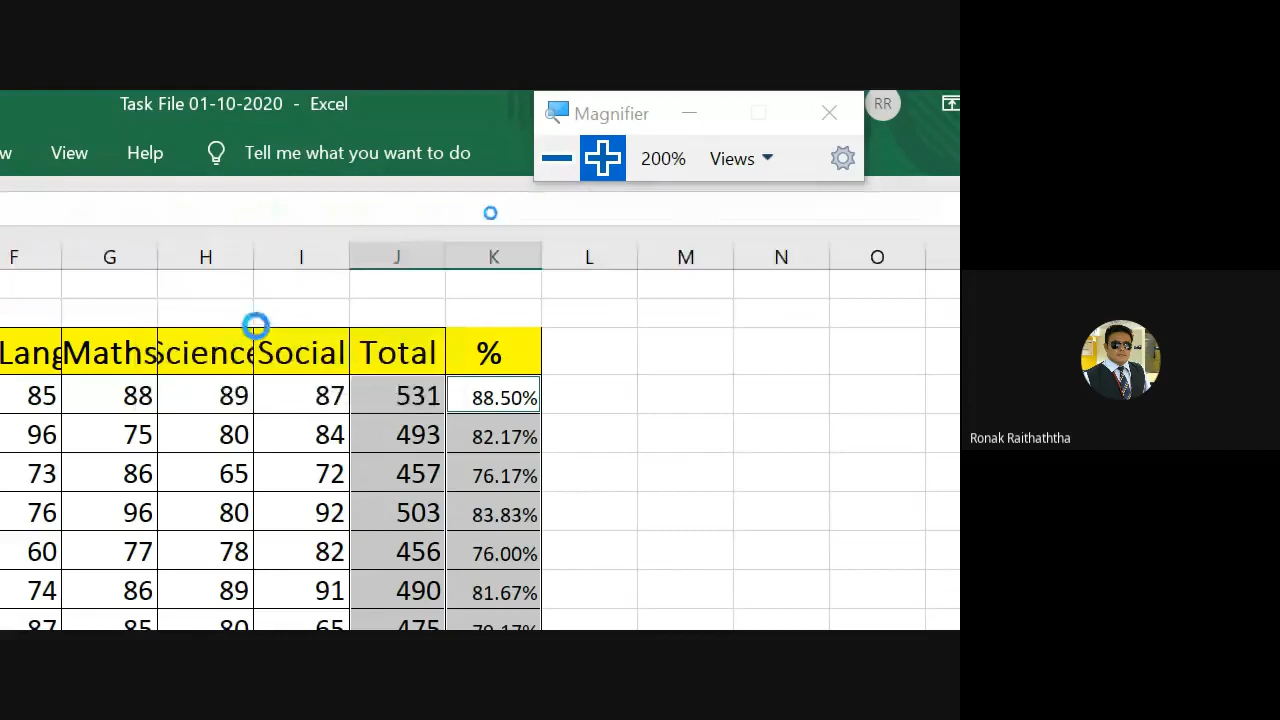 Task File 01-10-2020 - Excel
Magnifier
RR
View Help Tell me what you want to do
200% Views
F G H I J K L M N O
Lang Maths Science Social Total %
85 88 89 87 531 88.50%
96 75 80 84 493 82.17%
73 86 65 72 457 76.17%
76 96 80 92 503 83.83%
60 77 78 82 456 76.00%
74 86 89 91 490 81.67%
87 85 80 65 475 79.17%
Ronak Raithaththa